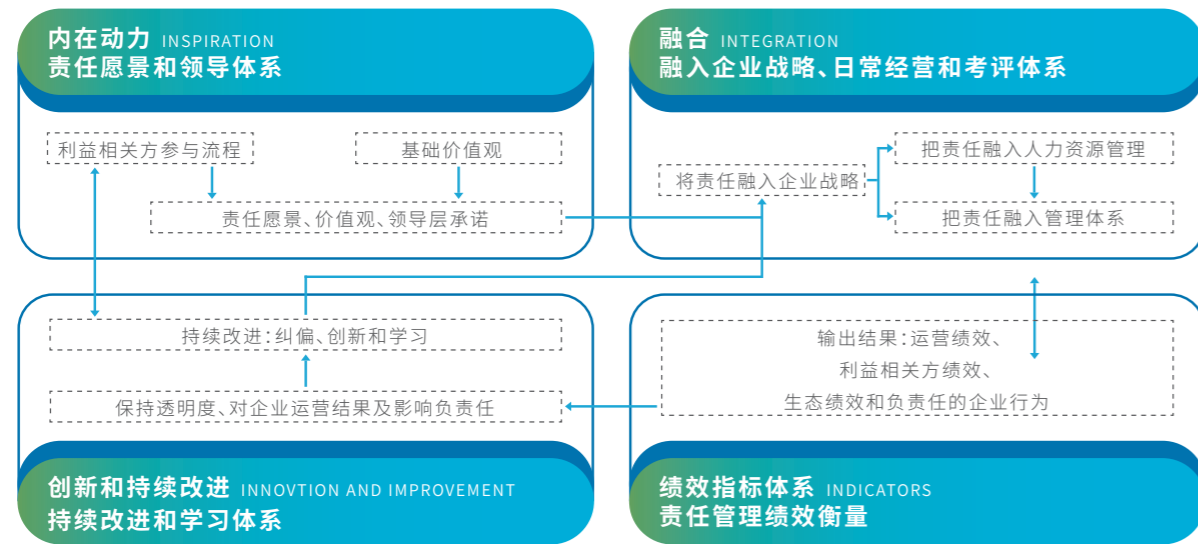 内在动力 INSPIRATION
责任愿景和领导体系
利益相关方参与流程
基础价值观
责任愿景、价值观、领导层承诺
融合 INTEGRATION
融入企业战略、日常经营和考评体系
将责任融入企业战略
把责任融入人力资源管理
把责任融入管理体系
持续改进:纠偏、创新和学习
保持透明度、对企业运营结果及影响负责任
创新和持续改进 INNOVTION AND IMPROVEMENT
持续改进和学习体系
输出结果:运营绩效、
利益相关方绩效、
生态绩效和负责任的企业行为
绩效指标体系 INDICATORS
责任管理绩效衡量